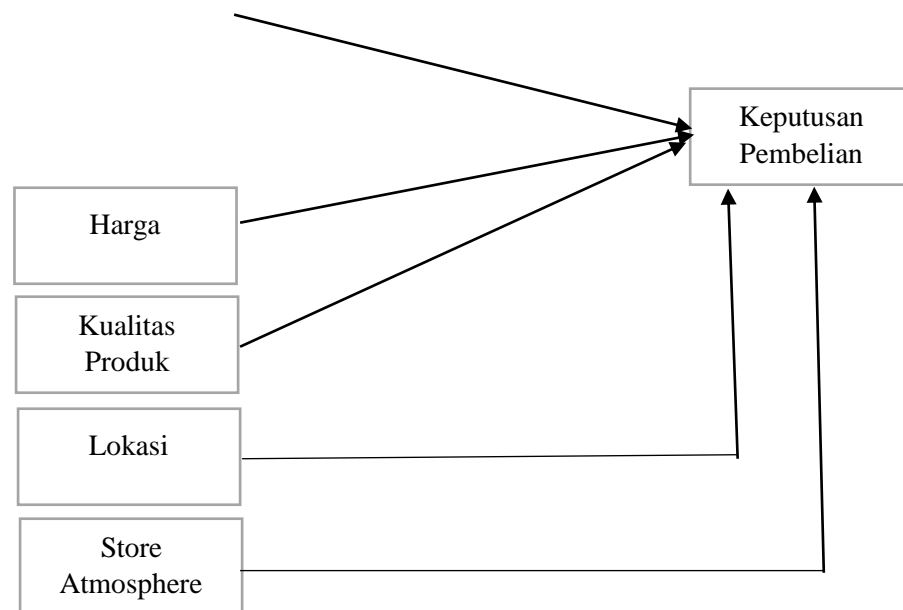 Keputusan
Pembelian
Harga
Kualitas
Produk
Lokasi
Store
Atmosphere